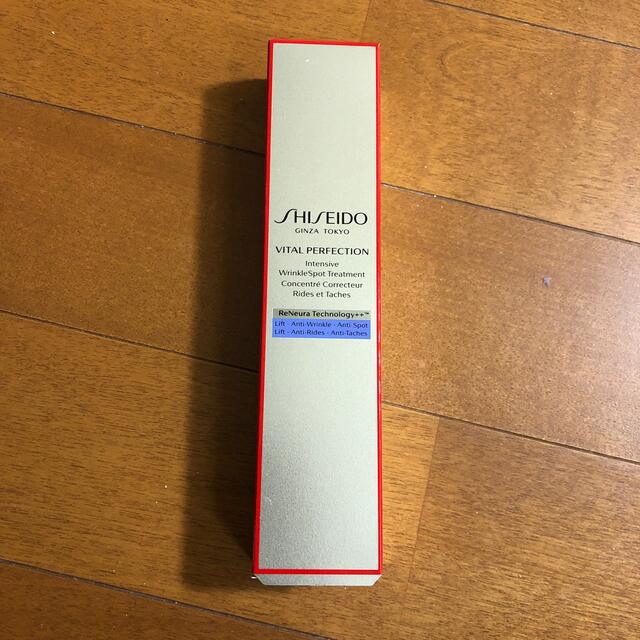 SHISEIDO
GINZA TOKYO
VITAL PERFECTION
Intensive
WrinkleSpot Treatment
Concentré Correcteur
Rides et Taches
ReNeura Technology++™
Lift - Anti-Wrinkle - Anti-Spot
Lift - Anti-Rides - Anti-Taches